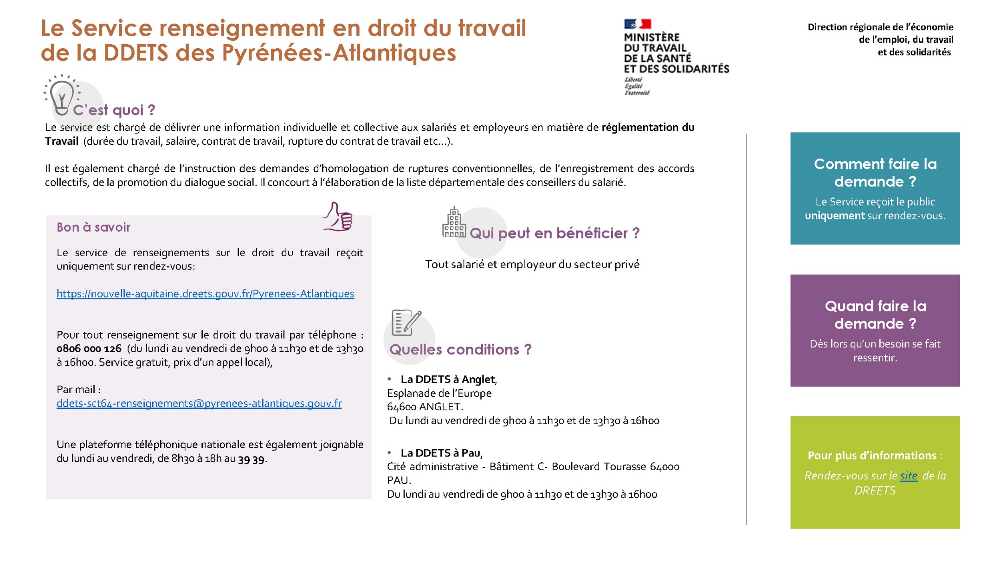 Le Service renseignement en droit du travail
de la DDETS des Pyrénées-Atlantiques
MINISTÈRE
DU TRAVAIL
DE LA SANTÉ
ET DES SOLIDARITÉS
Liberté
Égalité
Fraternité
Direction régionale de l’économie
de l’emploi, du travail
et des solidarités
C’est quoi ?
Le service est chargé de délivrer une information individuelle et collective aux salariés et employeurs en matière de réglementation du
Travail (durée du travail, salaire, contrat de travail, rupture du contrat de travail etc…).
Il est également chargé de l’instruction des demandes d’homologation de ruptures conventionnelles, de l’enregistrement des accords
collectifs, de la promotion du dialogue social. Il concourt à l’élaboration de la liste départementale des conseillers du salarié.
Bon à savoir
Le service de renseignements sur le droit du travail reçoit
uniquement sur rendez-vous:
https://nouvelle-aquitaine.dreets.gouv.fr/Pyrenees-Atlantiques
Pour tout renseignement sur le droit du travail par téléphone :
0806 000 126 (du lundi au vendredi de 9h00 à 11h30 et de 13h30
à 16h00. Service gratuit, prix d’un appel local),
Par mail :
ddets-sct64-renseignements@pyrenees-atlantiques.gouv.fr
Une plateforme téléphonique nationale est également joignable
du lundi au vendredi, de 8h30 à 18h au 39 39.
Qui peut en bénéficier ?
Tout salarié et employeur du secteur privé
Quelles conditions ?
• La DDETS à Anglet,
Esplanade de l’Europe
64600 ANGLET.
Du lundi au vendredi de 9h00 à 11h30 et de 13h30 à 16h00
• La DDETS à Pau,
Cité administrative - Bâtiment C- Boulevard Tourasse 64000
PAU.
Du lundi au vendredi de 9h00 à 11h30 et de 13h30 à 16h00
Comment faire la
demande ?
Le Service reçoit le public
uniquement sur rendez-vous.
Quand faire la
demande ?
Dès lors qu’un besoin se fait
ressentir.
Pour plus d’informations :
Rendez-vous sur le site de la
DREETS